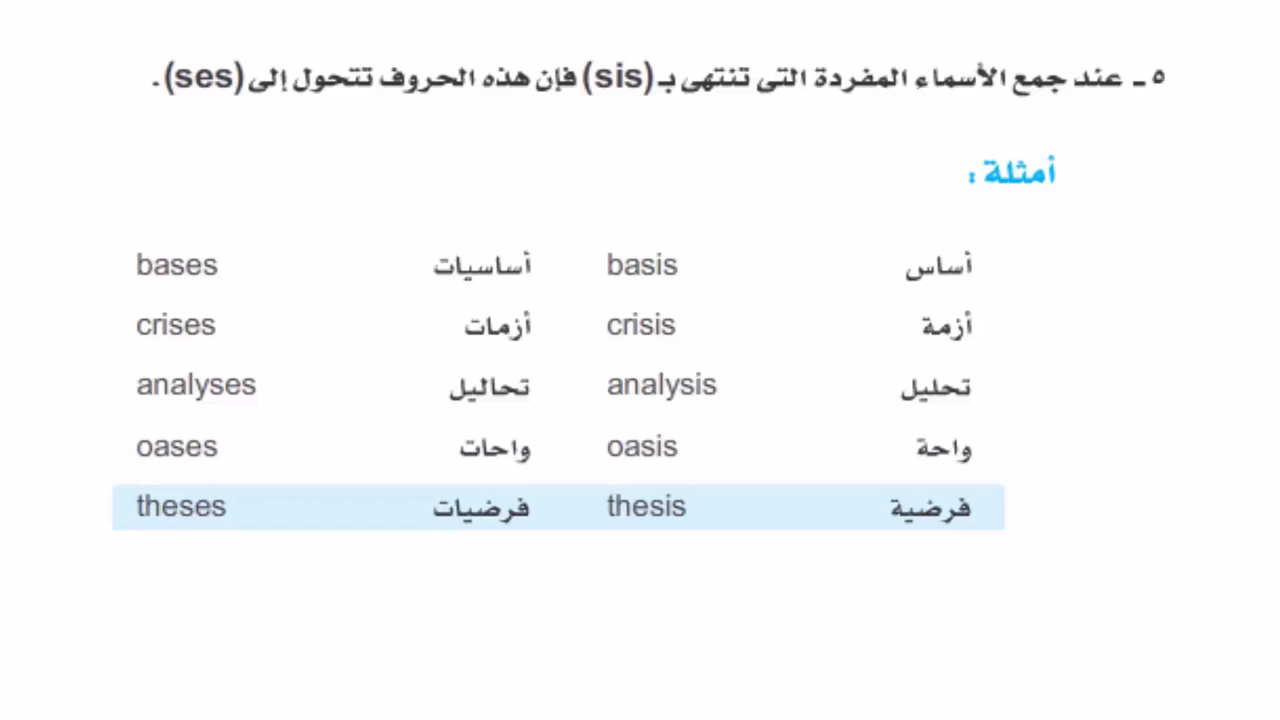 ٥ ـ عند جمع الأسماء المفردة التى تنتهى بـ (sis) فإن هذه الحروف تتحول إلى (ses) .
أمثلة :
أساس basis أساسيات bases
أزمة crisis أزمات crises
تحليل analysis تحاليل analyses
واحة oasis واحات oases
فرضية thesis فرضيات theses